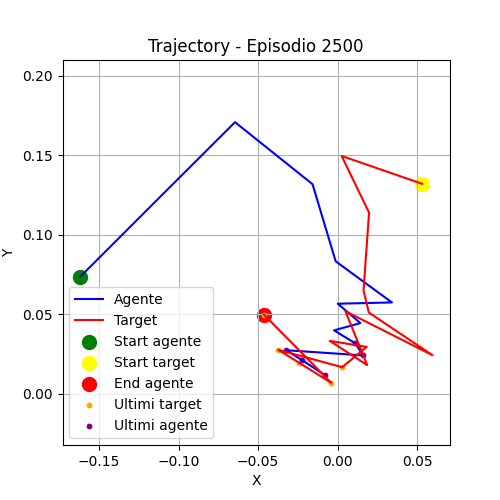 Trajectory - Episodio 2500
0.20
0.15
0.10
0.05
0.00
Y
Agente
Target
Start agente
Start target
End agente
Ultimi target
Ultimi agente
−0.15
−0.10
−0.05
0.00
0.05
X